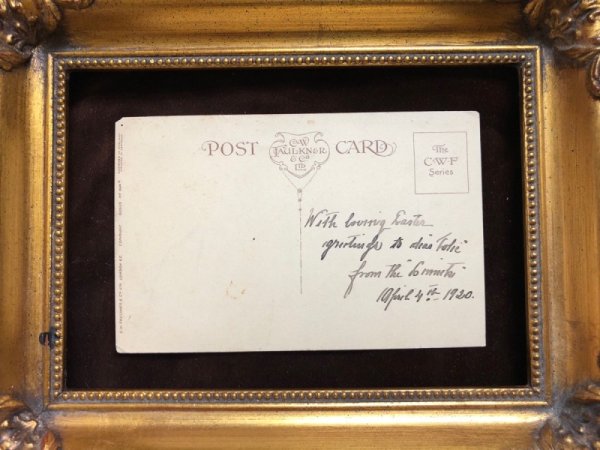 POST CARD
C.W.
FAULKNER
& Co
LTD.
The
C.W.F
Series
With loving Easter
greetings to dear
from the
April 4th 1920.